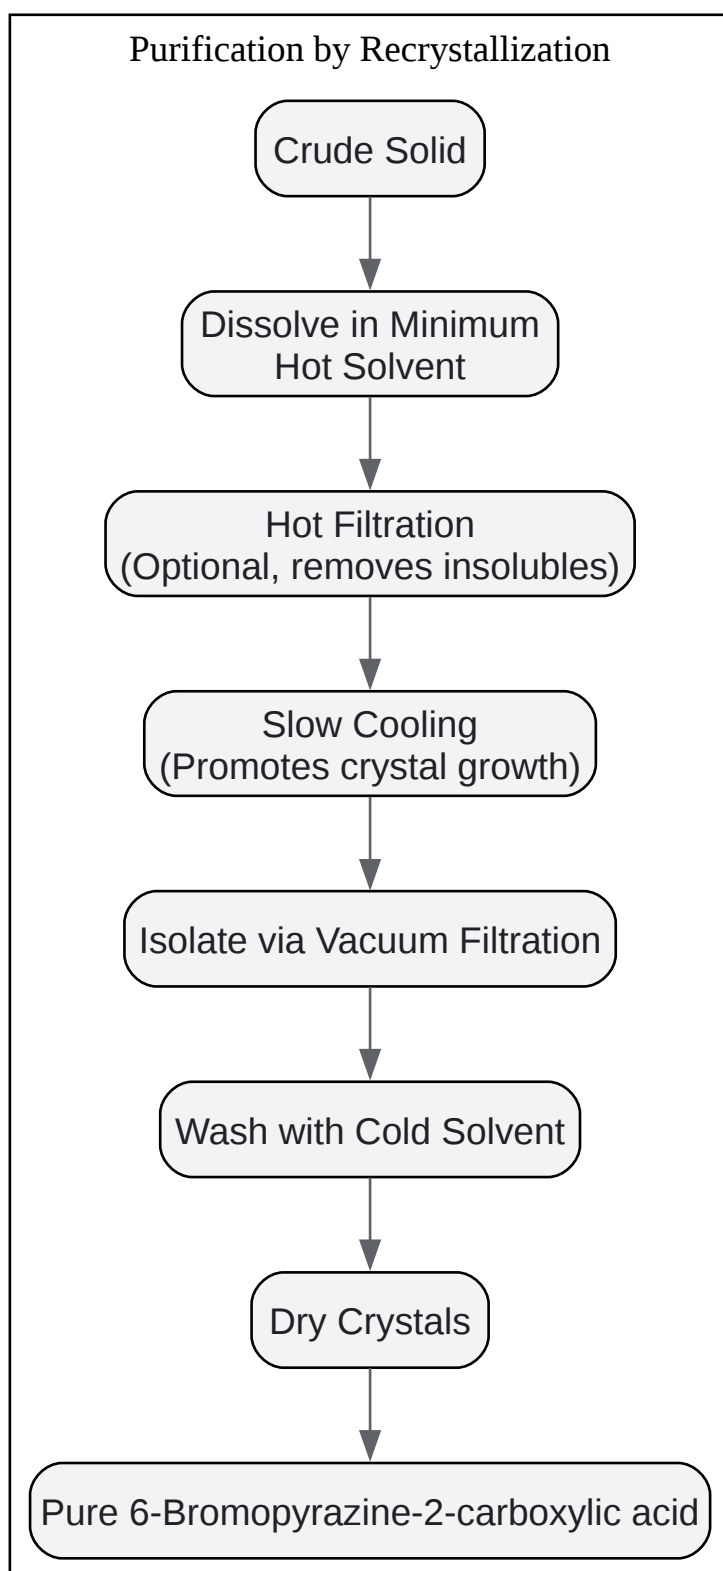 Purification by Recrystallization
Crude Solid
Dissolve in Minimum
Hot Solvent
Hot Filtration
(Optional, removes insolubles)
Slow Cooling
(Promotes crystal growth)
Isolate via Vacuum Filtration
Wash with Cold Solvent
Dry Crystals
Pure 6-Bromopyrazine-2-carboxylic acid